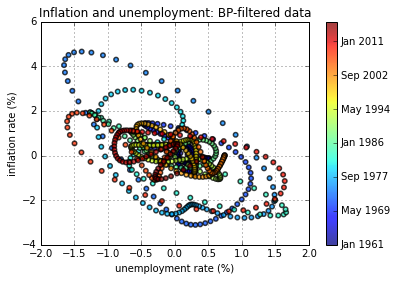 Inflation and unemployment: BP-filtered data
6
4
2
0
−2
−4
inflation rate (%)
−2.0 −1.5 −1.0 −0.5 0.0 0.5 1.0 1.5 2.0
unemployment rate (%)
Jan 2011
Sep 2002
May 1994
Jan 1986
Sep 1977
May 1969
Jan 1961